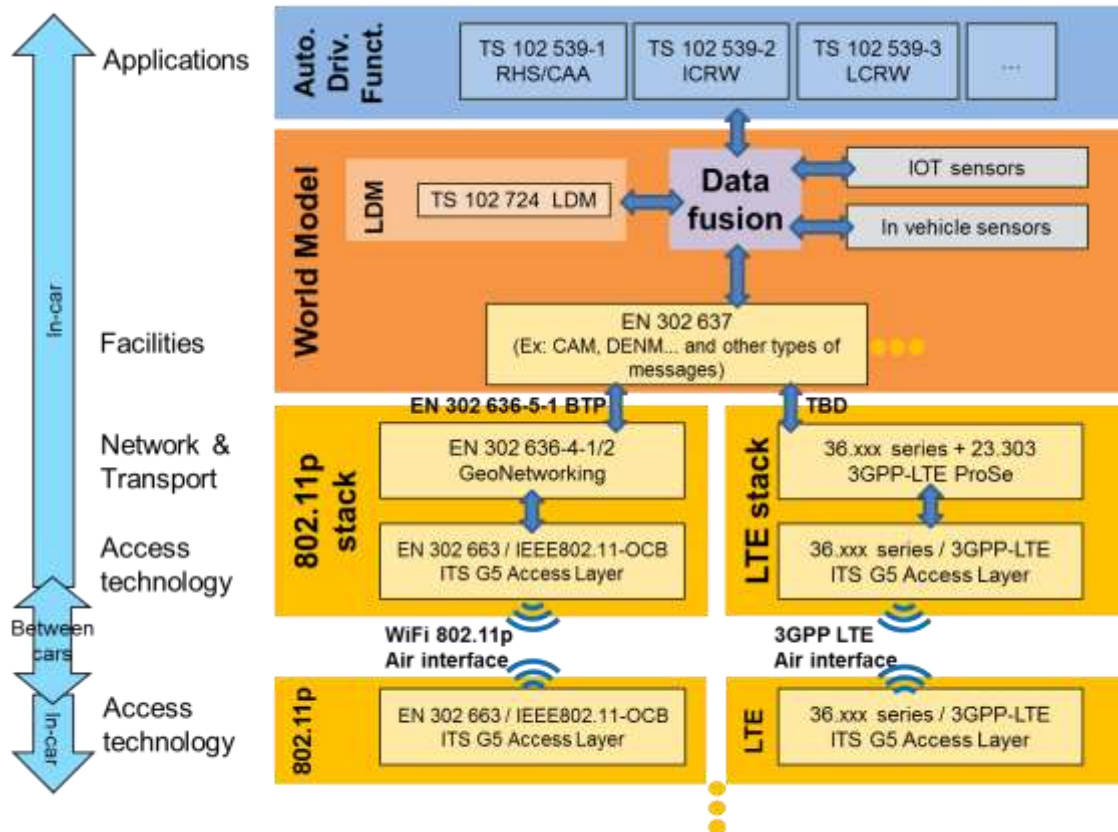 Applications
Auto.
Driv.
Funct.
TS 102 539-1
RHS/CAA
TS 102 539-2
ICRW
TS 102 539-3
LCRW
...
In-car
World Model
LDM
TS 102 724 LDM
Data
fusion
IOT sensors
In vehicle sensors
Facilities
EN 302 637
(Ex: CAM, DENM... and other types of
messages)
EN 302 636-5-1 BTP
TBD
Network &
Transport
802.11p
stack
EN 302 636-4-1/2
GeoNetworking
LTE stack
36.xxx series + 23.303
3GPP-LTE ProSe
Access
technology
EN 302 663 / IEEE802.11-OCB
ITS G5 Access Layer
36.xxx series / 3GPP-LTE
ITS G5 Access Layer
Between
cars
WiFi 802.11p
Air interface
3GPP LTE
Air interface
In-car
Access
technology
802.11p
EN 302 663 / IEEE802.11-OCB
ITS G5 Access Layer
LTE
36.xxx series / 3GPP-LTE
ITS G5 Access Layer